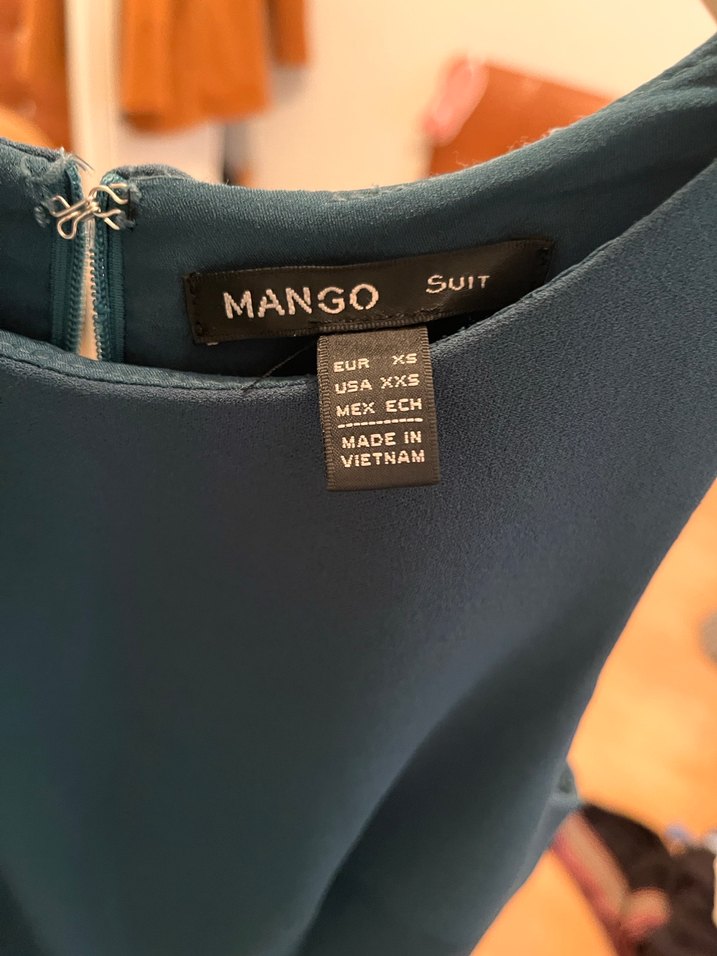 MANGO SUIT
EUR XS
USA XXS
MEX ECH
MADE IN
VIETNAM